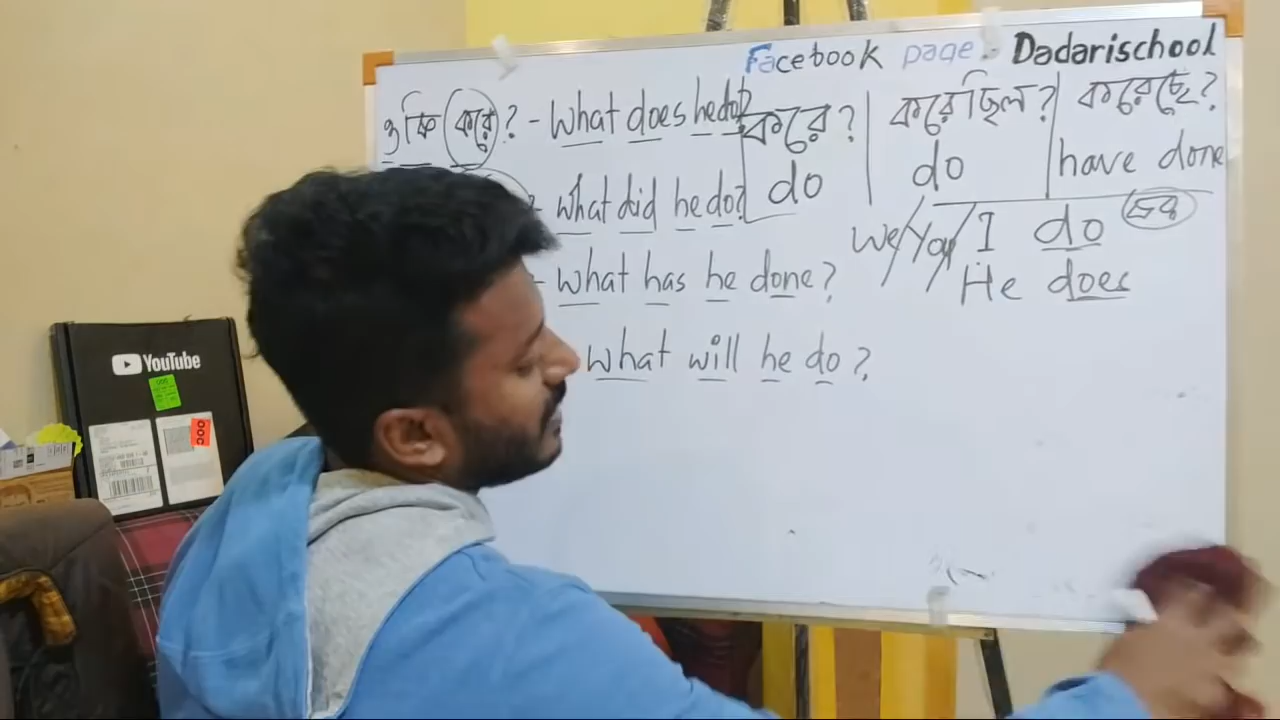 Facebook page - Dadarischool
ও কি করে? - What does he do?
করে? করেছিল? করেছে?
do do have done
what did he do?
We/You/I do
He does
- what has he done?
what will he do?
YouTube